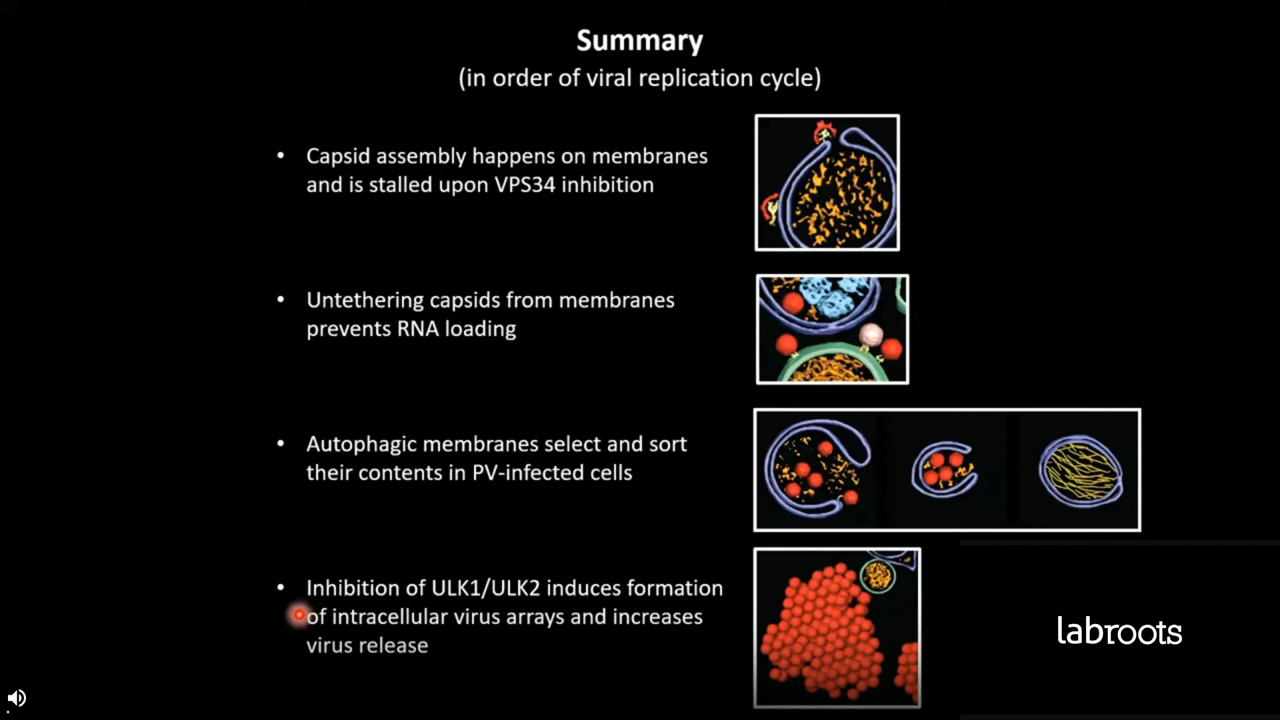 Summary
(in order of viral replication cycle)
• Capsid assembly happens on membranes
and is stalled upon VPS34 inhibition
• Untethering capsids from membranes
prevents RNA loading
• Autophagic membranes select and sort
their contents in PV-infected cells
• Inhibition of ULK1/ULK2 induces formation
of intracellular virus arrays and increases
virus release
labroots